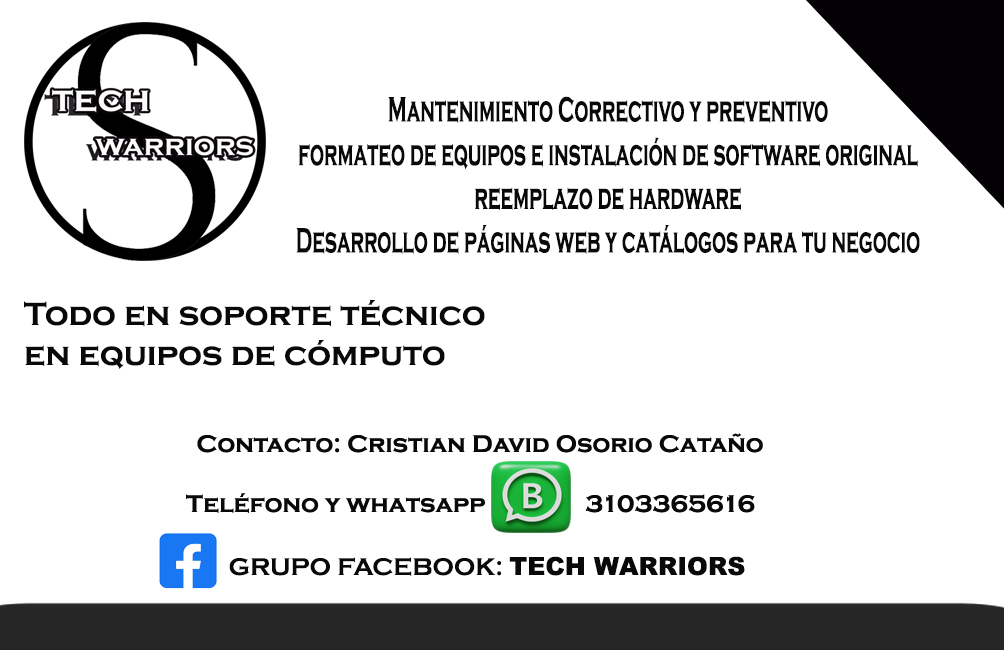 S
TECH
WARRIORS
Mantenimiento Correctivo y preventivo
formateo de equipos e instalación de software original
reemplazo de hardware
Desarrollo de páginas web y catálogos para tu negocio
Todo en soporte técnico
en equipos de cómputo
Contacto: Cristian David Osorio Cataño
Teléfono y whatsapp B 3103365616
f grupo facebook: TECH WARRIORS